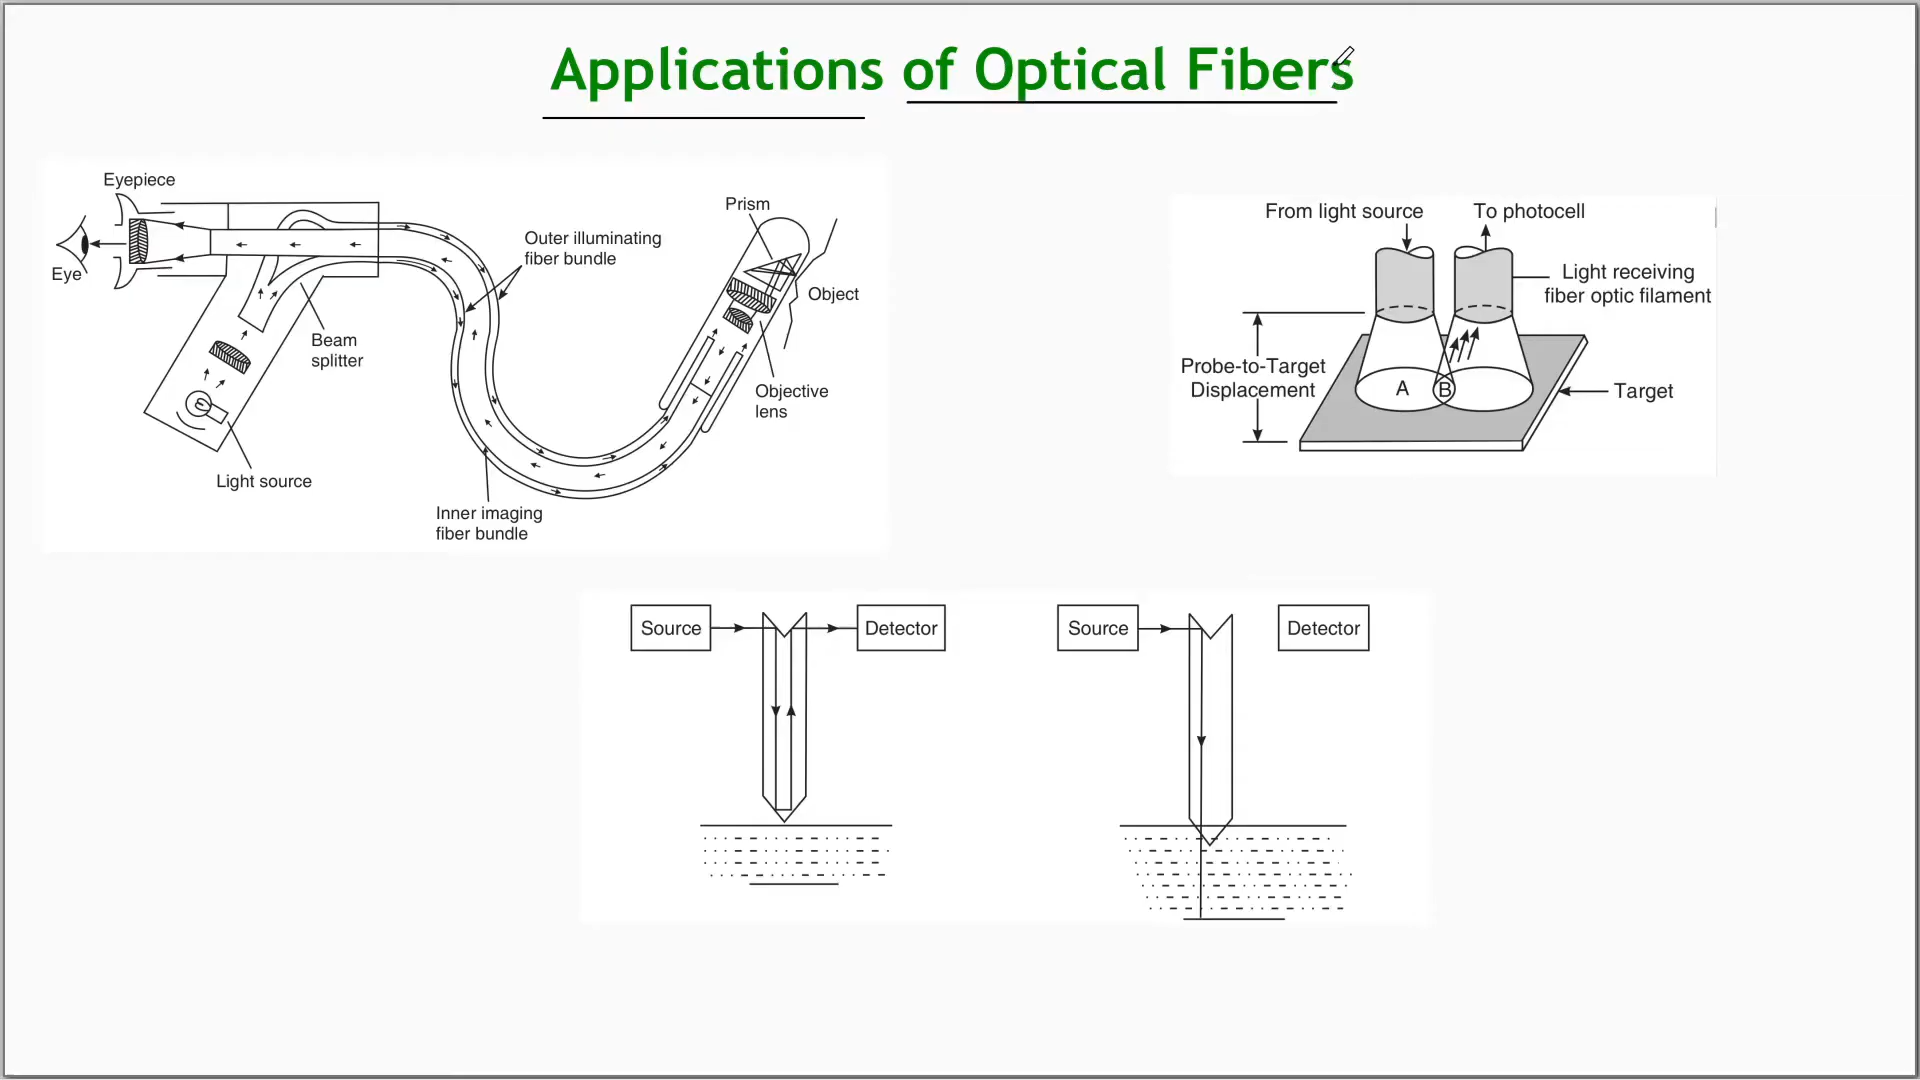 Applications of Optical Fibers
Eyepiece
Eye
Beam
splitter
Light source
Outer illuminating
fiber bundle
Inner imaging
fiber bundle
Prism
Object
Objective
lens
From light source
To photocell
Light receiving
fiber optic filament
Probe-to-Target
Displacement
A
B
Target
Source
Detector
Source
Detector